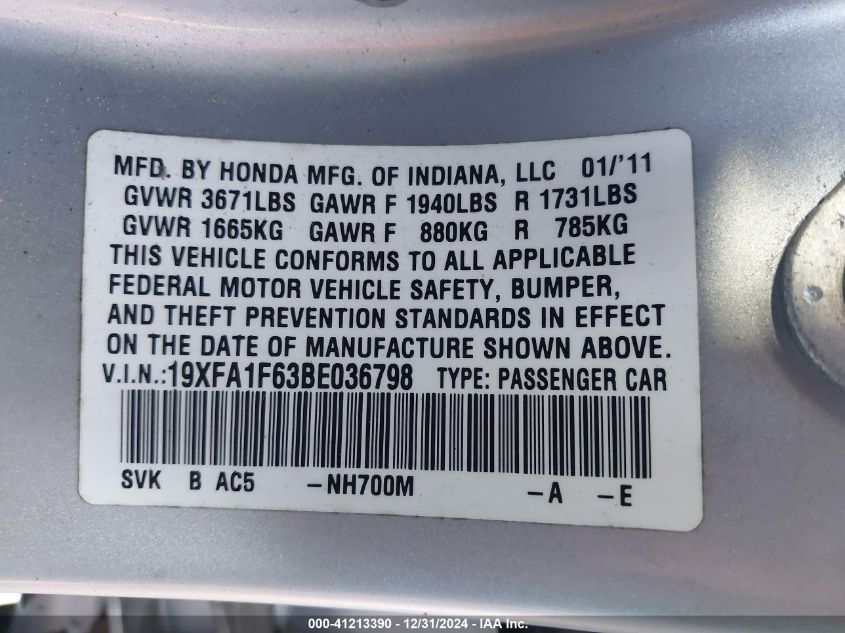 MFD. BY HONDA MFG. OF INDIANA, LLC 01/'11
GVWR 3671LBS GAWR F 1940LBS R 1731LBS
GVWR 1665KG GAWR F 880KG R 785KG
THIS VEHICLE CONFORMS TO ALL APPLICABLE
FEDERAL MOTOR VEHICLE SAFETY, BUMPER,
AND THEFT PREVENTION STANDARDS IN EFFECT
ON THE DATE OF MANUFACTURE SHOWN ABOVE.
V.I.N.:19XFA1F63BE036798 TYPE: PASSENGER CAR
SVK B AC5 -NH700M -A -E
000-41213390 - 12/31/2024 - IAA Inc.